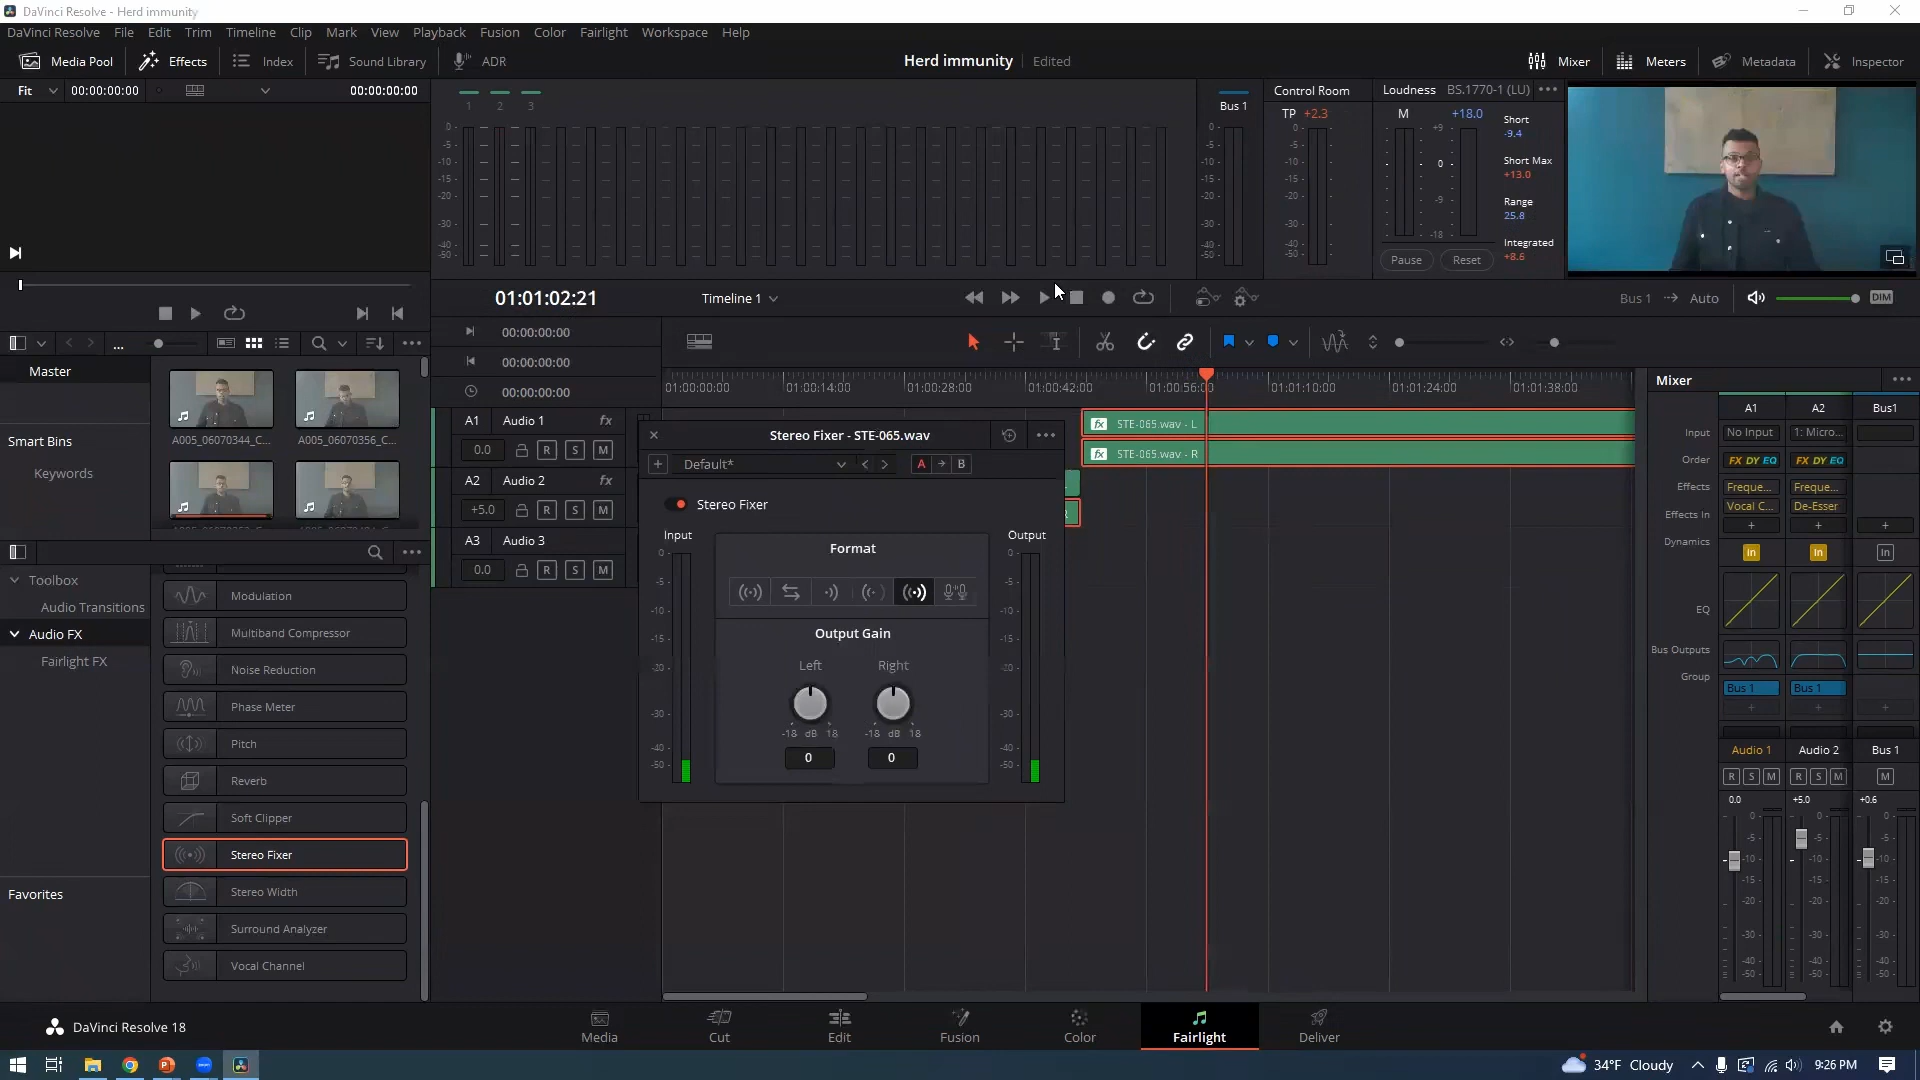 DaVinci Resolve - Herd immunity
DaVinci Resolve File Edit Trim Timeline Clip Mark View Playback Fusion Color Fairlight Workspace Help
Media Pool Effects Index Sound Library ADR
Herd immunity Edited
Mixer Meters Metadata Inspector
Fit 00:00:00:00 00:00:00:00
1 2 3
Bus 1
Control Room
TP +2.3
Loudness BS.1770-1 (LU)
M +18.0
Short
-9.4
Short Max
+13.0
Range
25.8
Integrated
+8.6
Pause Reset
01:01:02:21
Timeline 1
Bus 1 Auto DIM
00:00:00:00
00:00:00:00
00:00:00:00
01:00:00:00 01:00:14:00 01:00:28:00 01:00:42:00 01:00:56:00 01:01:10:00 01:01:24:00 01:01:38:00
Master
Smart Bins
Keywords
A005_06070344_C... A005_06070356_C...
A1 Audio 1 fx
0.0 R S M
A2 Audio 2 fx
+5.0 R S M
A3 Audio 3
0.0 R S M
fx STE-065.wav - L
fx STE-065.wav - R
Stereo Fixer - STE-065.wav
Default*
A B
Stereo Fixer
Input
Output
Format
Output Gain
Left Right
-18 dB 18 -18 dB 18
0 0
Toolbox
Audio Transitions
Audio FX
Fairlight FX
Favorites
Modulation
Multiband Compressor
Noise Reduction
Phase Meter
Pitch
Reverb
Soft Clipper
Stereo Fixer
Stereo Width
Surround Analyzer
Vocal Channel
Mixer
A1 A2 Bus1
Input No Input 1: Micro...
Order FX DY EQ FX DY EQ
Effects Freque... Freque...
Effects In Vocal C... De-Esser
Dynamics
In In In
EQ
Bus Outputs
Group
Bus 1 Bus 1
Audio 1 Audio 2 Bus 1
R S M R S M M
0.0 +5.0 +0.6
DaVinci Resolve 18
Media Cut Edit Fusion Color Fairlight Deliver
34°F Cloudy
9:26 PM